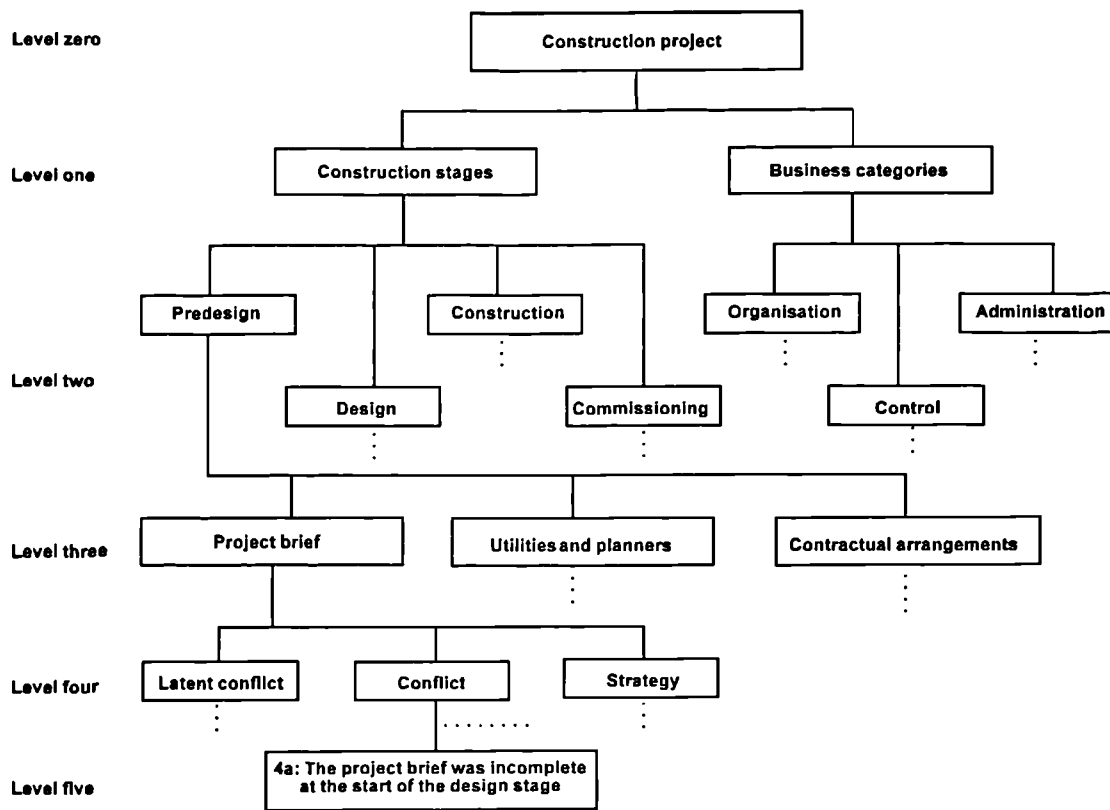 Level zero
Construction project
Level one
Construction stages
Business categories
Predesign
Construction
Organisation
Administration
Level two
Design
Commissioning
Control
Level three
Project brief
Utilities and planners
Contractual arrangements
Level four
Latent conflict
Conflict
Strategy
4a: The project brief was incomplete
at the start of the design stage
Level five